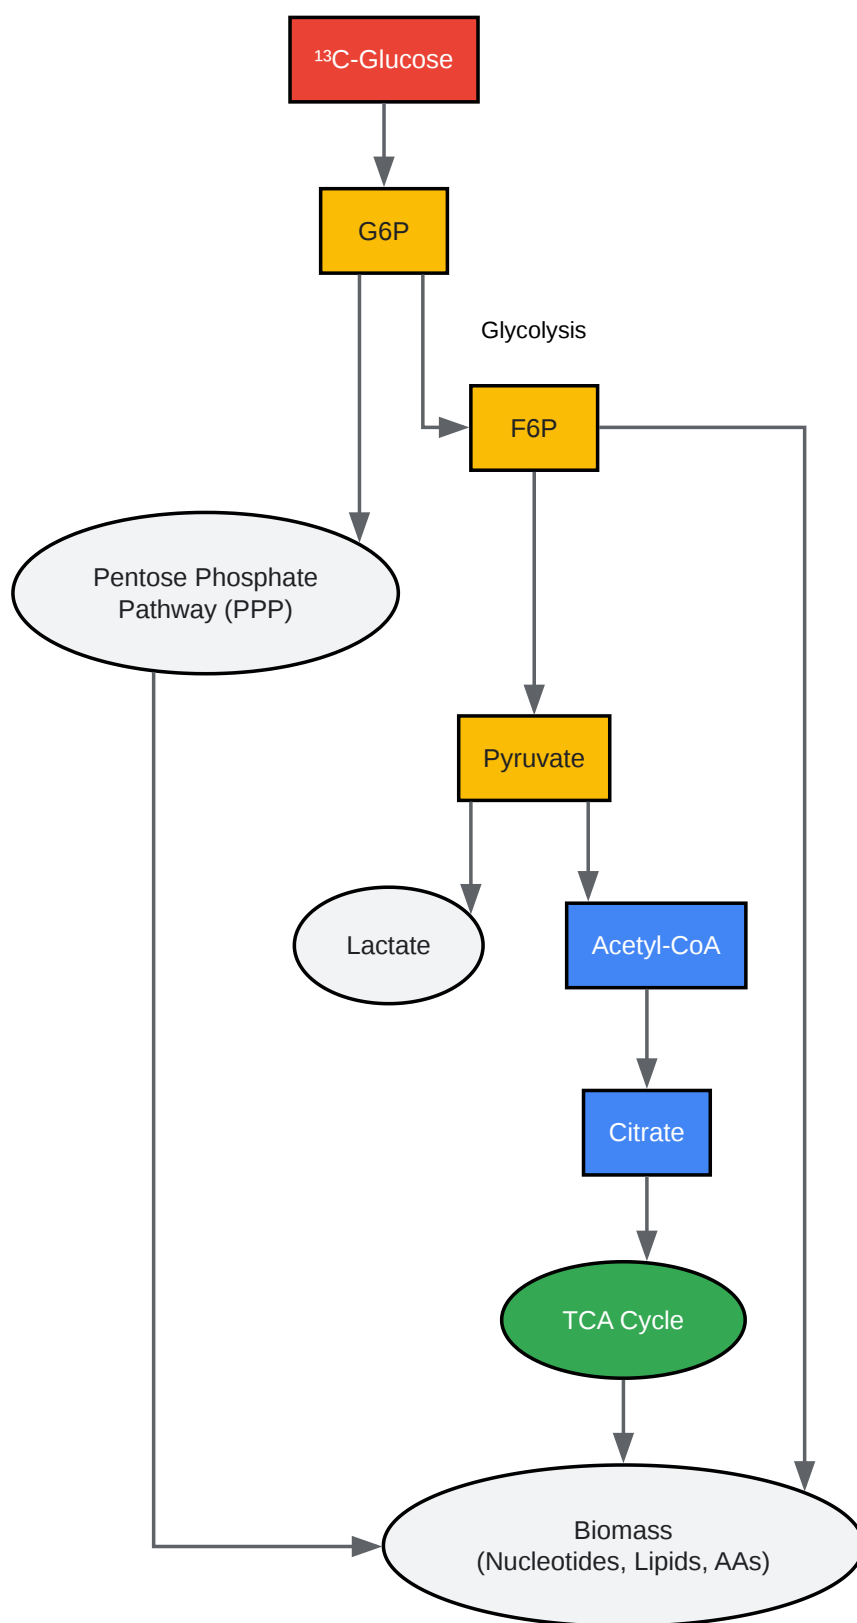 ¹³C-Glucose
G6P
Glycolysis
F6P
Pentose Phosphate
Pathway (PPP)
Pyruvate
Lactate
Acetyl-CoA
Citrate
TCA Cycle
Biomass
(Nucleotides, Lipids, AAs)